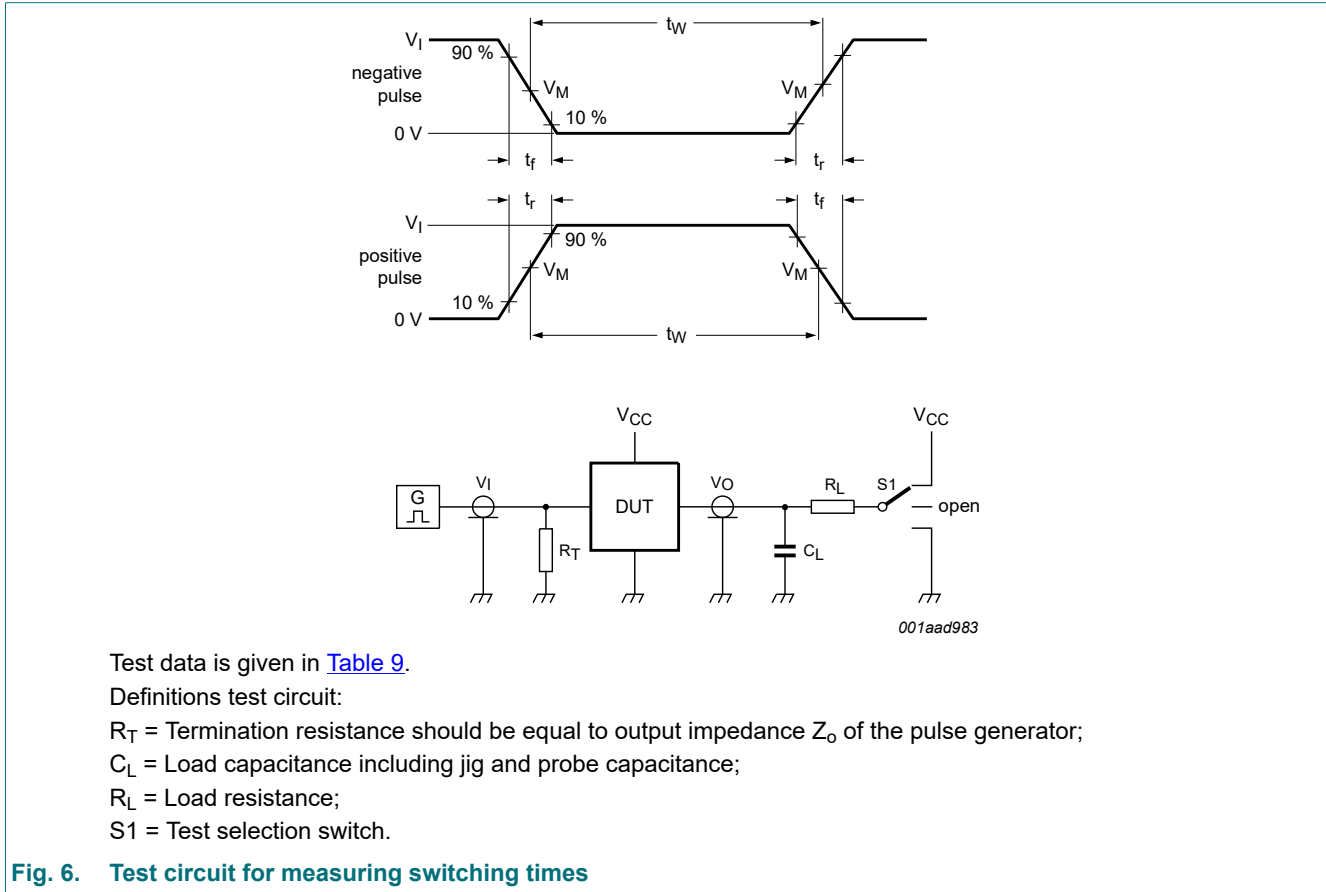 tW
VI
90 %
negative
pulse
VM
VM
10 %
0 V
tf
tr
tr
tf
VI
90 %
positive
pulse
VM
VM
10 %
0 V
tW
VCC
VCC
G
VI
DUT
VO
RL
S1
open
RT
CL
001aad983
Test data is given in Table 9.
Definitions test circuit:
RT = Termination resistance should be equal to output impedance Zo of the pulse generator;
CL = Load capacitance including jig and probe capacitance;
RL = Load resistance;
S1 = Test selection switch.
Fig. 6. Test circuit for measuring switching times